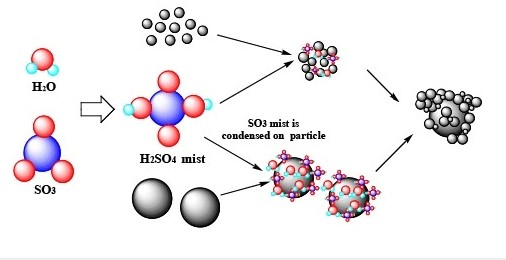 H2O
SO3
H2SO4 mist
SO3 mist is
condensed on particle